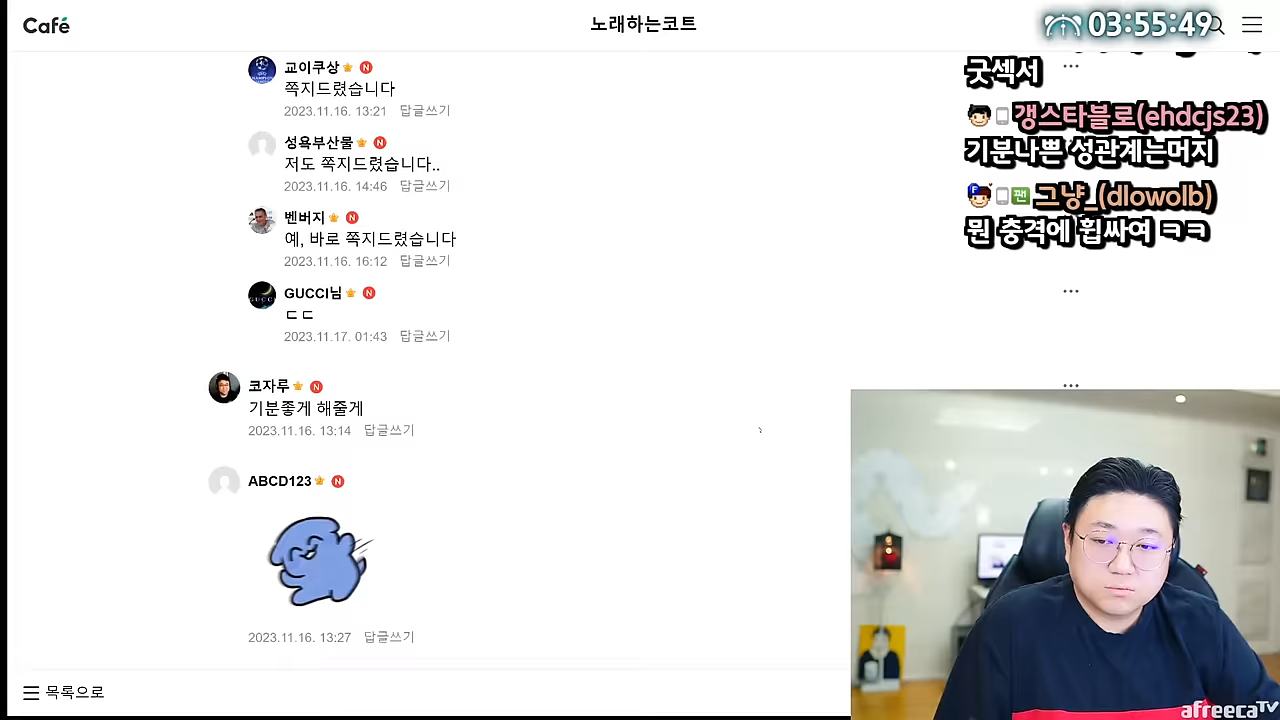 Café
노래하는코트
03:55:49
교이쿠상 N
쪽지드렸습니다
2023.11.16. 13:21 답글쓰기
성욕부산물 N
저도 쪽지드렸습니다..
2023.11.16. 14:46 답글쓰기
벤버지 N
예, 바로 쪽지드렸습니다
2023.11.16. 16:12 답글쓰기
GUCCI
GUCCI님 N
ㄷㄷ
2023.11.17. 01:43 답글쓰기
코자루 N
기분좋게 해줄게
2023.11.16. 13:14 답글쓰기
ABCD123 N
2023.11.16. 13:27 답글쓰기
목록으로
굿섹서
갱스타블로(ehdcjs23)
기분나쁜 성관계는머지
F 팬 그냥_(dlowolb)
뭔 충격에 휩싸여 ㅋㅋ
afreecaTV